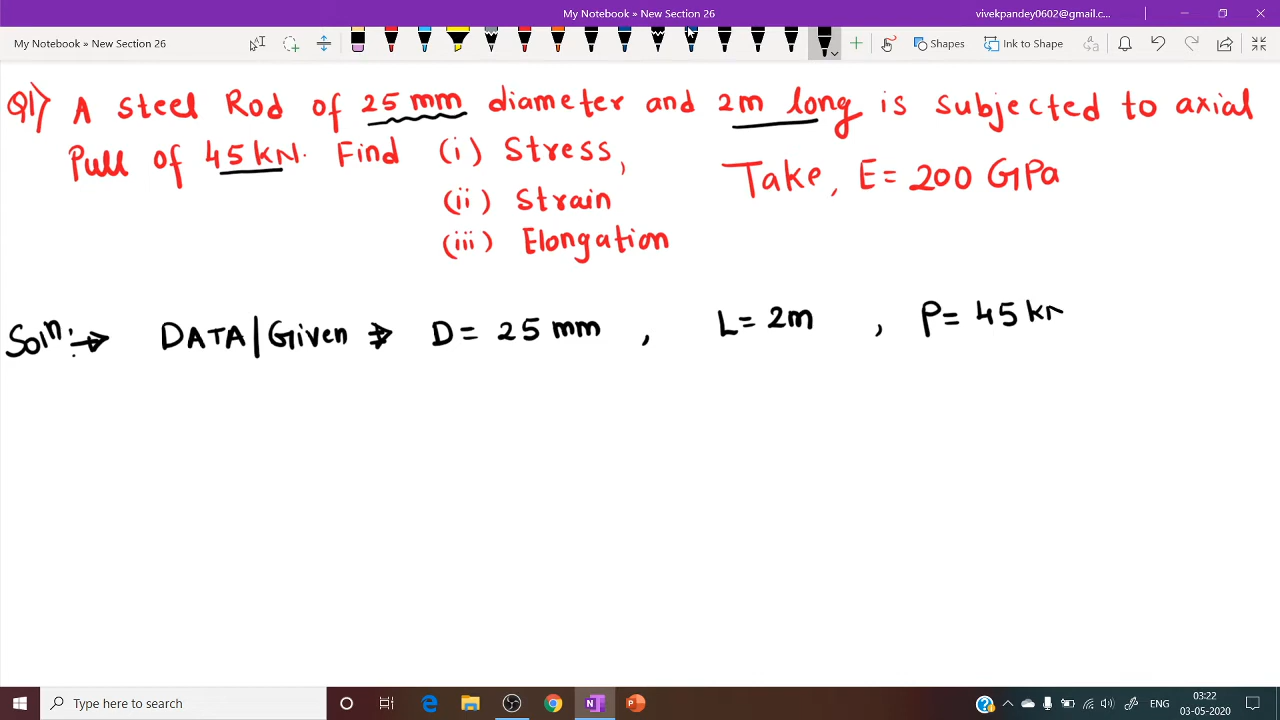 My Notebook » New Section 26
vivekpandey0602@gmail.c...
My Notebook » New Section 26
Shapes
Ink to Shape
Q1) A steel Rod of 25 mm diameter and 2m long is subjected to axial
Pull of 45 kN. Find (i) Stress,
Take, E = 200 GPa
(ii) Strain
(iii) Elongation
Soln: → DATA|Given → D = 25 mm , L = 2m , P = 45 kn
Type here to search
ENG
03:22
03-05-2020